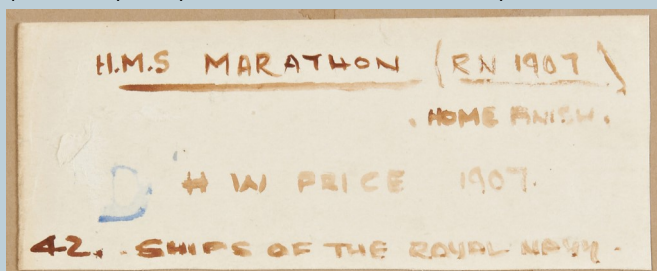 H.M.S MARATHON (RN 1907)
. HOME FINISH.
D H W PRICE 1907.
42. . SHIPS OF THE ROYAL NAVY.